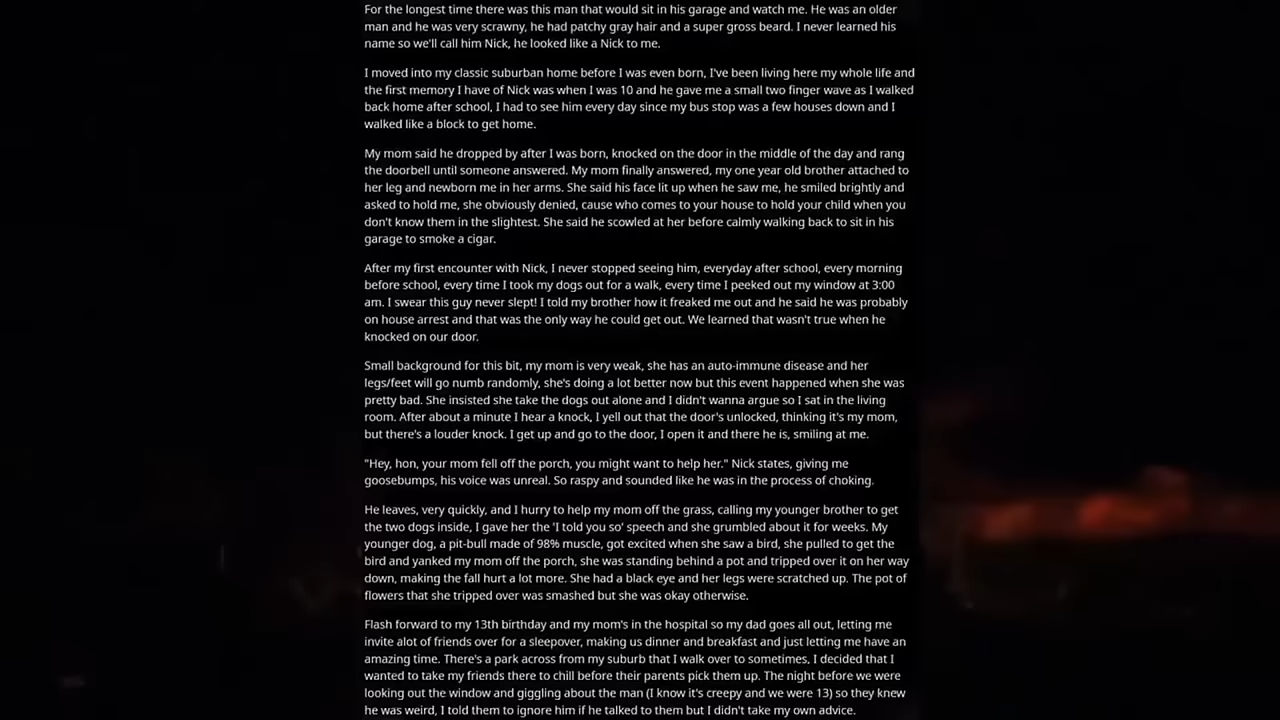 For the longest time there was this man that would sit in his garage and watch me. He was an older
man and he was very scrawny, he had patchy gray hair and a super gross beard. I never learned his
name so we'll call him Nick, he looked like a Nick to me.
I moved into my classic suburban home before I was even born, I've been living here my whole life and
the first memory I have of Nick was when I was 10 and he gave me a small two finger wave as I walked
back home after school, I had to see him every day since my bus stop was a few houses down and I
walked like a block to get home.
My mom said he dropped by after I was born, knocked on the door in the middle of the day and rang
the doorbell until someone answered. My mom finally answered, my one year old brother attached to
her leg and newborn me in her arms. She said his face lit up when he saw me, he smiled brightly and
asked to hold me, she obviously denied, cause who comes to your house to hold your child when you
don't know them in the slightest. She said he scowled at her before calmly walking back to sit in his
garage to smoke a cigar.
After my first encounter with Nick, I never stopped seeing him, everyday after school, every morning
before school, every time I took my dogs out for a walk, every time I peeked out my window at 3:00
am. I swear this guy never slept! I told my brother how it freaked me out and he said he was probably
on house arrest and that was the only way he could get out. We learned that wasn't true when he
knocked on our door.
Small background for this bit, my mom is very weak, she has an auto-immune disease and her
legs/feet will go numb randomly, she's doing a lot better now but this event happened when she was
pretty bad. She insisted she take the dogs out alone and I didn't wanna argue so I sat in the living
room. After about a minute I hear a knock, I yell out that the door's unlocked, thinking it's my mom,
but there's a louder knock. I get up and go to the door, I open it and there he is, smiling at me.
"Hey, hon, your mom fell off the porch, you might want to help her." Nick states, giving me
goosebumps, his voice was unreal. So raspy and sounded like he was in the process of choking.
He leaves, very quickly, and I hurry to help my mom off the grass, calling my younger brother to get
the two dogs inside, I gave her the 'I told you so' speech and she grumbled about it for weeks. My
younger dog, a pit-bull made of 98% muscle, got excited when she saw a bird, she pulled to get the
bird and yanked my mom off the porch, she was standing behind a pot and tripped over it on her way
down, making the fall hurt a lot more. She had a black eye and her legs were scratched up. The pot of
flowers that she tripped over was smashed but she was okay otherwise.
Flash forward to my 13th birthday and my mom's in the hospital so my dad goes all out, letting me
invite alot of friends over for a sleepover, making us dinner and breakfast and just letting me have an
amazing time. There's a park across from my suburb that I walk over to sometimes, I decided that I
wanted to take my friends there to chill before their parents pick them up. The night before we were
looking out the window and giggling about the man (I know it's creepy and we were 13) so they knew
he was weird, I told them to ignore him if he talked to them but I didn't take my own advice.